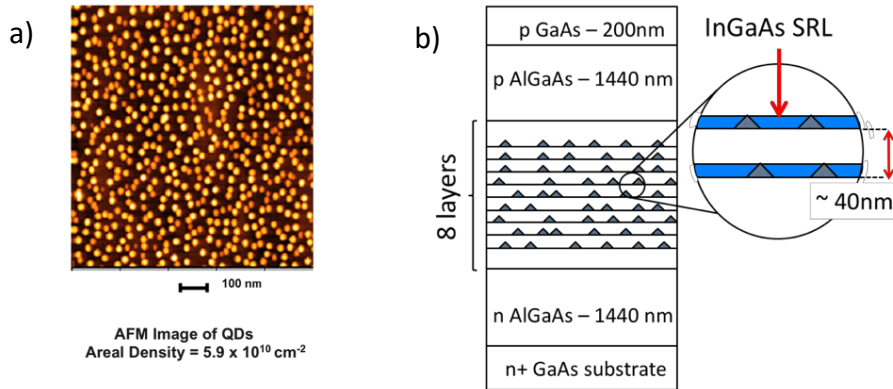 a)
100 nm
AFM Image of QDs
Areal Density = 5.9 x 10¹⁰ cm⁻²
b)
p GaAs – 200nm
p AlGaAs – 1440 nm
8 layers
n AlGaAs – 1440 nm
n+ GaAs substrate
InGaAs SRL
~ 40nm